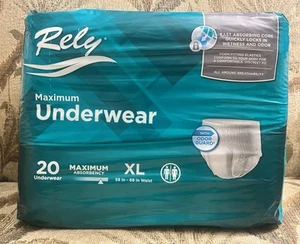 Rely
FAST ABSORBING CORE
QUICKLY LOCKS IN
WETNESS AND ODOR
ALL AROUND BREATHABILITY
Maximum
Underwear
WITH
ODOR
GUARD
20
Underwear
MAXIMUM
ABSORBENCY
XL